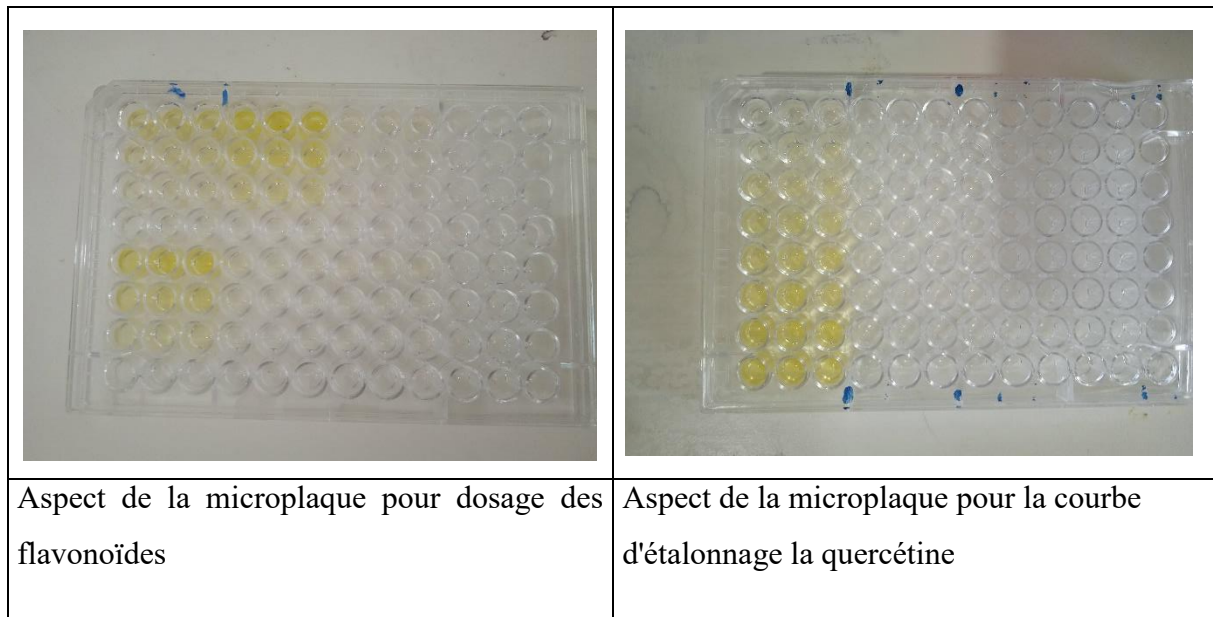 Aspect de la microplaque pour dosage des
flavonoïdes
Aspect de la microplaque pour la courbe
d'étalonnage la quercétine